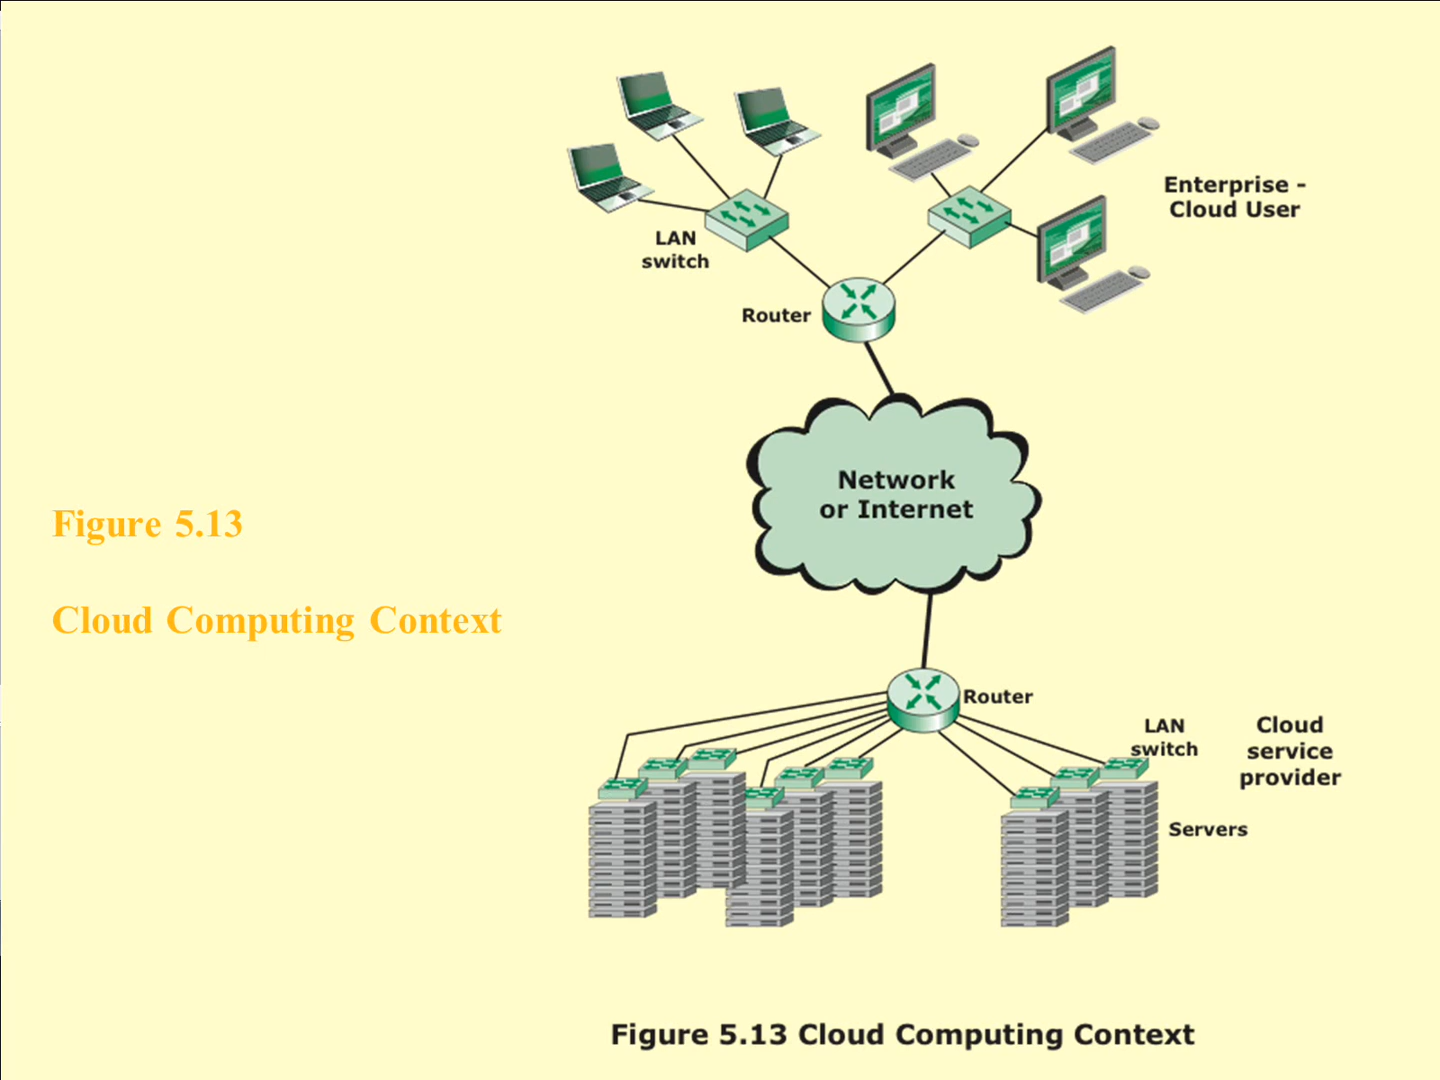 Enterprise -
Cloud User
LAN
switch
Router
Network
or Internet
Figure 5.13
Cloud Computing Context
Router
LAN
switch
Cloud
service
provider
Servers
Figure 5.13 Cloud Computing Context